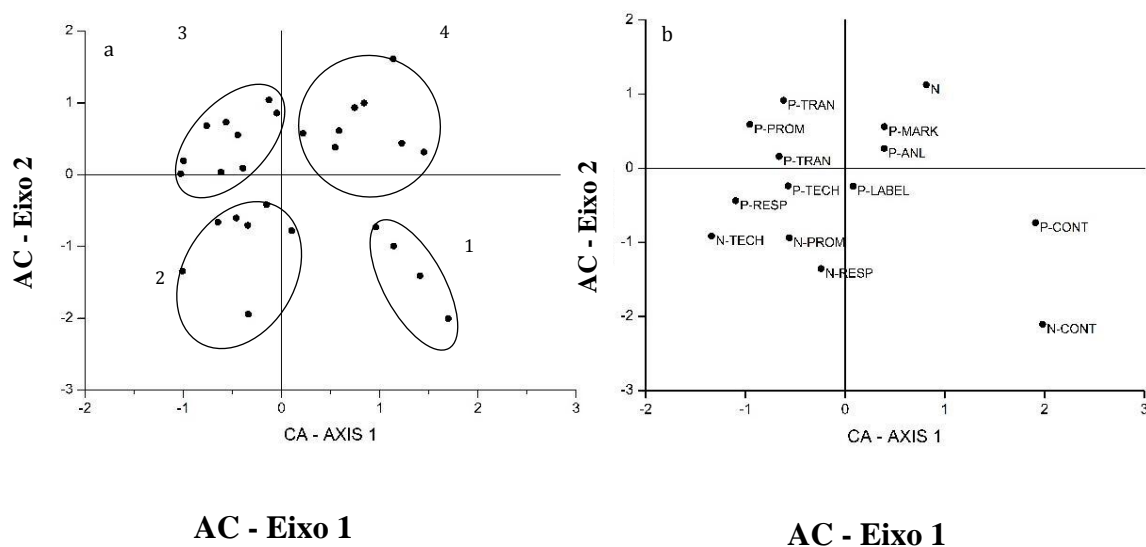 a
3
4
2
1
2
1
0
-1
-2
-3
-2
-1
0
1
2
3
AC - Eixo 2
CA - AXIS 1
AC - Eixo 1
b
2
1
0
-1
-2
-3
-2
-1
0
1
2
3
N
P-TRAN
P-PROM
P-MARK
P-ANL
P-TRAN
P-TECH
P-LABEL
P-RESP
P-CONT
N-TECH
N-PROM
N-RESP
N-CONT
AC - Eixo 2
CA - AXIS 1
AC - Eixo 1